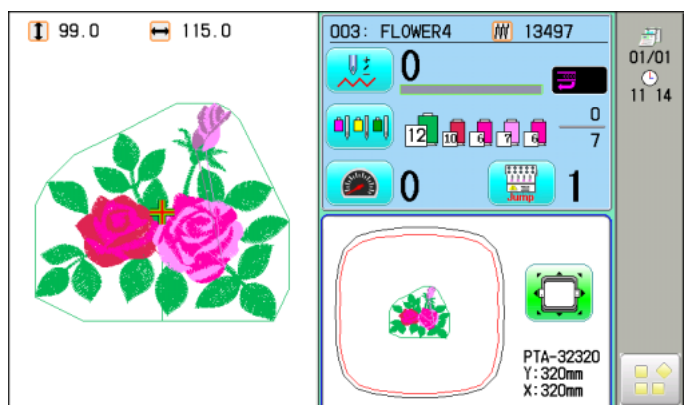 99.0 115.0
003: FLOWER4 13497
0
12 10 6 7 6
0
7
0 Jump 1
PTA-32320
Y:320mm
X:320mm
01/01
11 14